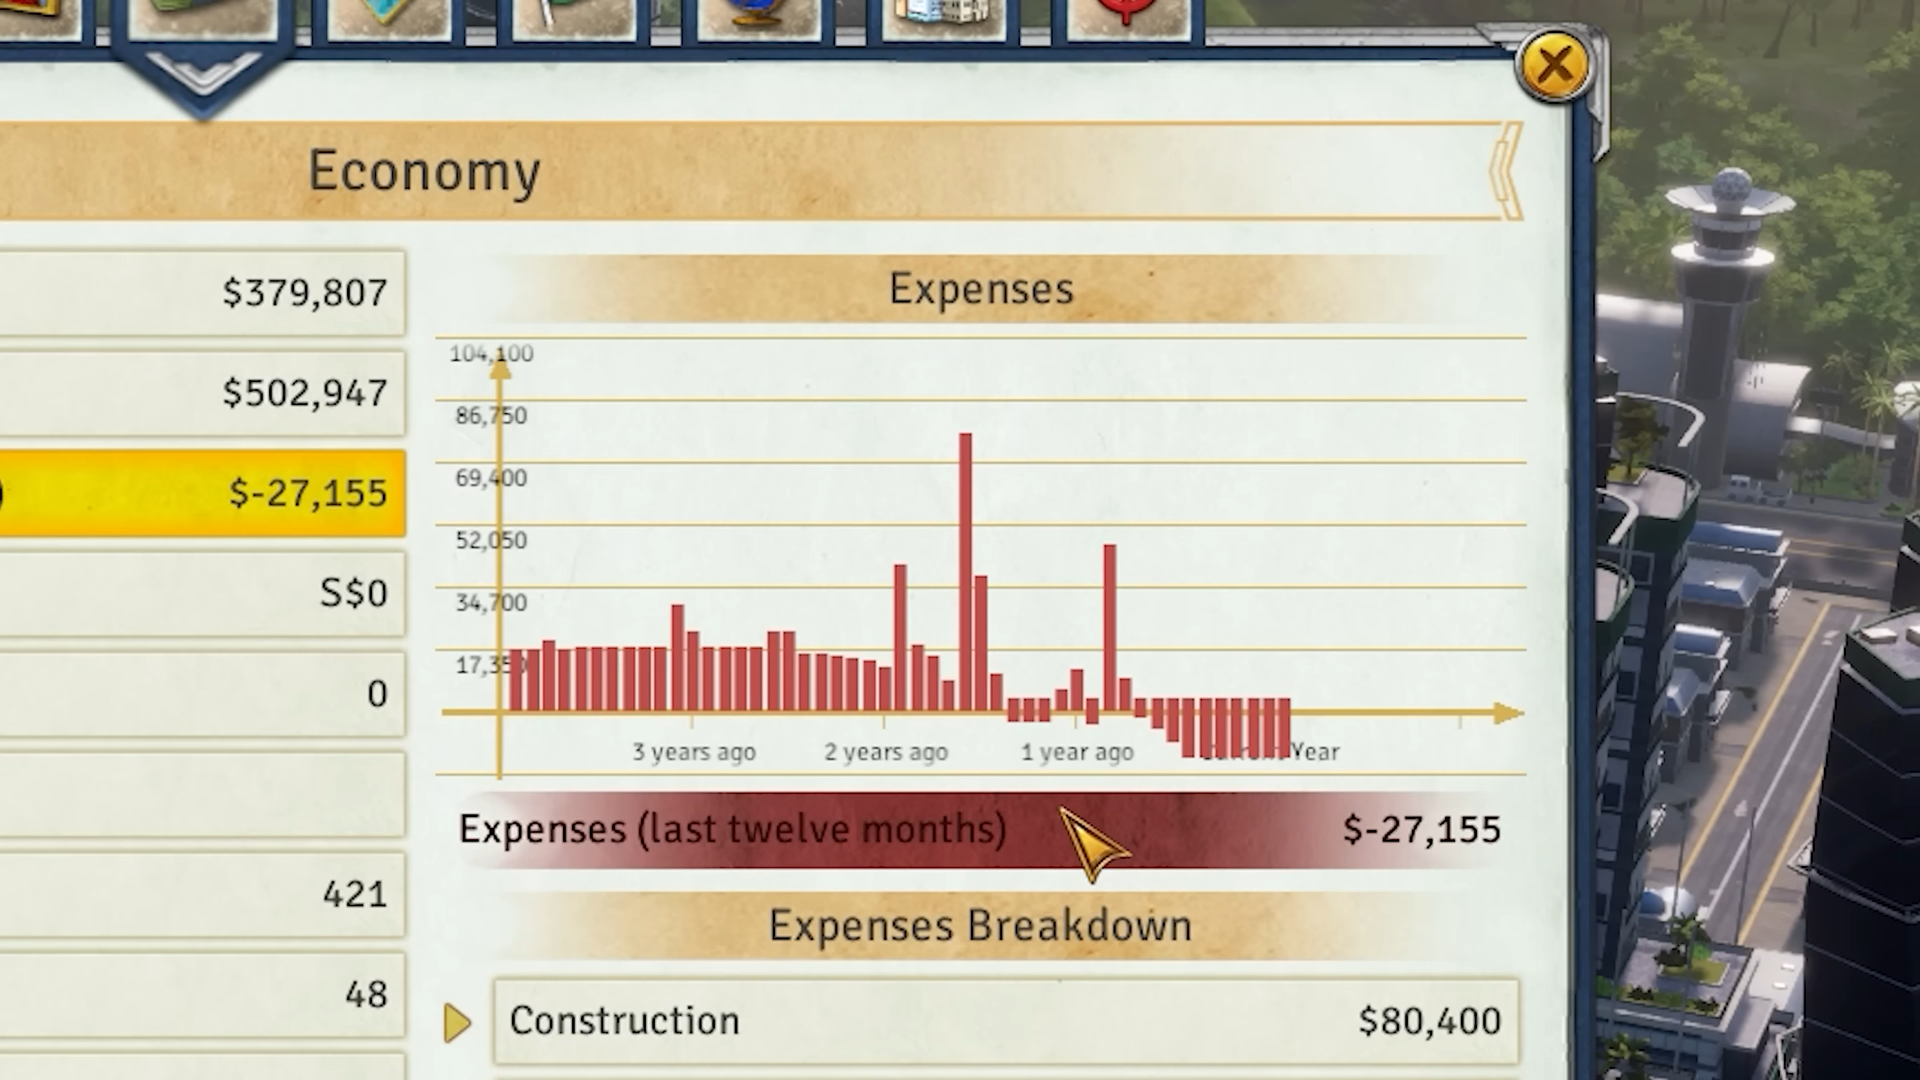 Economy
$379,807
$502,947
$-27,155
S$0
0
421
48
Expenses
104,100
86,750
69,400
52,050
34,700
17,350
3 years ago
2 years ago
1 year ago
Year
Expenses (last twelve months) $-27,155
Expenses Breakdown
Construction $80,400